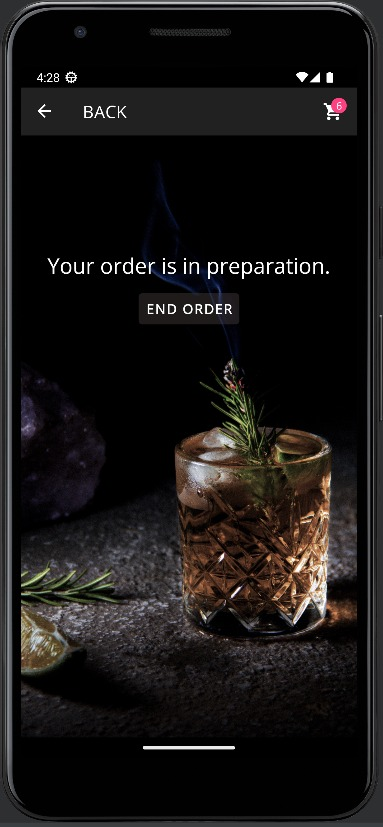 4:28
BACK
6
Your order is in preparation.
END ORDER